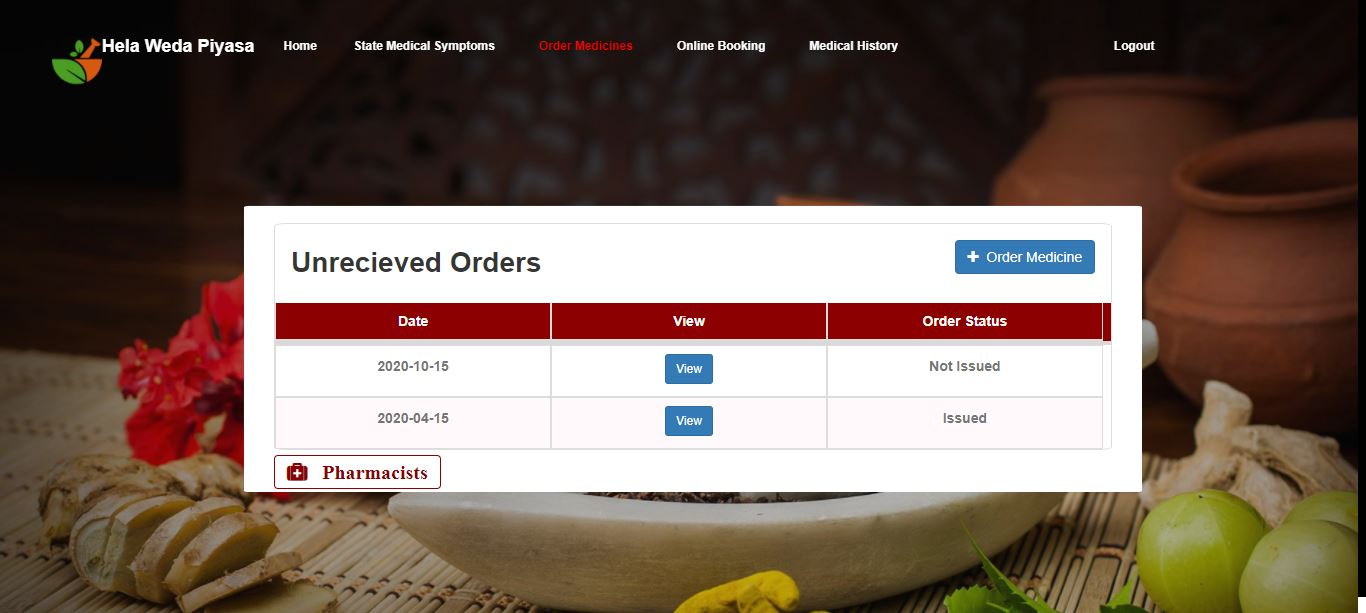 Hela Weda Piyasa Home State Medical Symptoms Order Medicines Online Booking Medical History Logout
Unrecieved Orders
+ Order Medicine
Date View Order Status
2020-10-15 View Not Issued
2020-04-15 View Issued
Pharmacists